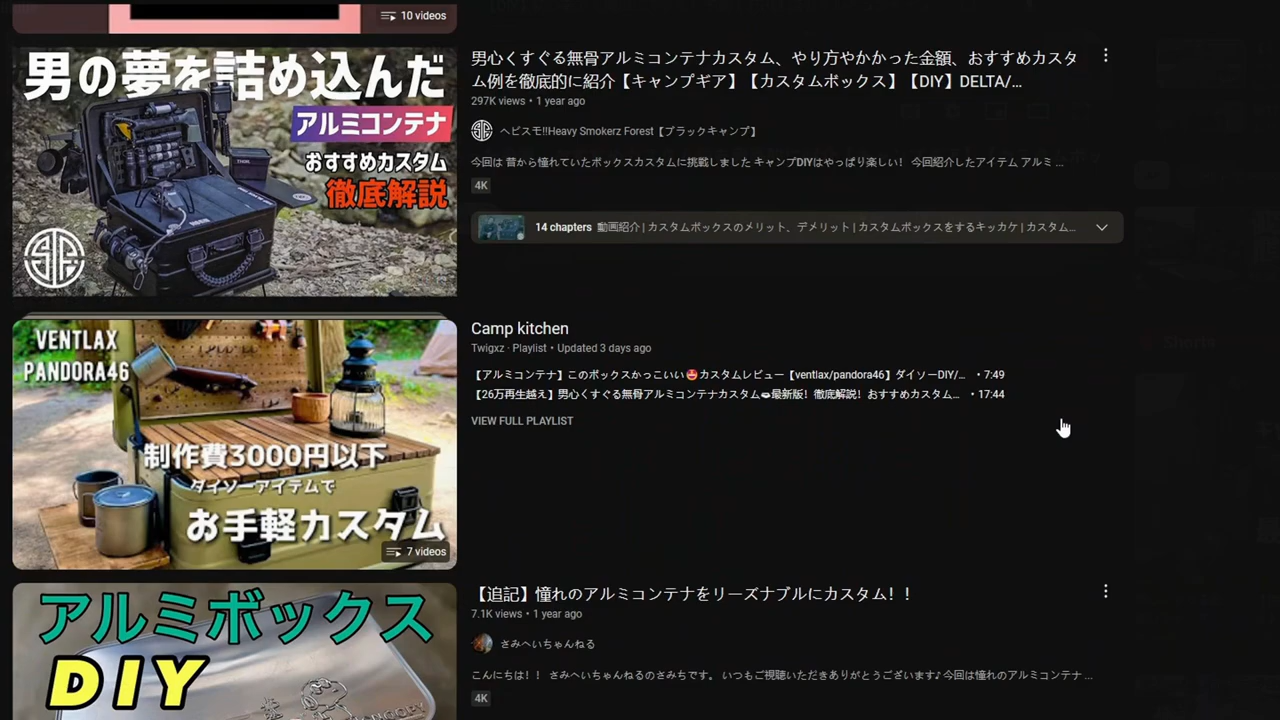 10 videos
男の夢を詰め込んだ
アルミコンテナ
おすすめカスタム
徹底解説
男心くすぐる無骨アルミコンテナカスタム、やり方やかかった金額、おすすめカスタ
ム例を徹底的に紹介【キャンプギア】【カスタムボックス】【DIY】DELTA/...
297K views • 1 year ago
ヘビスモ!!Heavy Smokerz Forest【ブラックキャンプ】
今回は 昔から憧れていたボックスカスタムに挑戦しました キャンプDIYはやっぱり楽しい！ 今回紹介したアイテム アルミ ...
4K
14 chapters 動画紹介 | カスタムボックスのメリット、デメリット | カスタムボックスをするキッカケ | カスタム...
VENTLAX
PANDORA46
制作費3000円以下
ダイソーアイテムで
お手軽カスタム
7 videos
Camp kitchen
Twigxz · Playlist • Updated 3 days ago
【アルミコンテナ】このボックスかっこいい🤩カスタムレビュー【ventlax/pandora46】ダイソーDIY/... • 7:49
【26万再生越え】男心くすぐる無骨アルミコンテナカスタム🕳最新版！徹底解説！おすすめカスタム... • 17:44
VIEW FULL PLAYLIST
アルミボックス
DIY
【追記】憧れのアルミコンテナをリーズナブルにカスタム！！
7.1K views • 1 year ago
さみへいちゃんねる
こんにちは！！ さみへいちゃんねるのさみちです。 いつもご視聴いただきありがとうございます♪ 今回は憧れのアルミコンテナ ...
4K